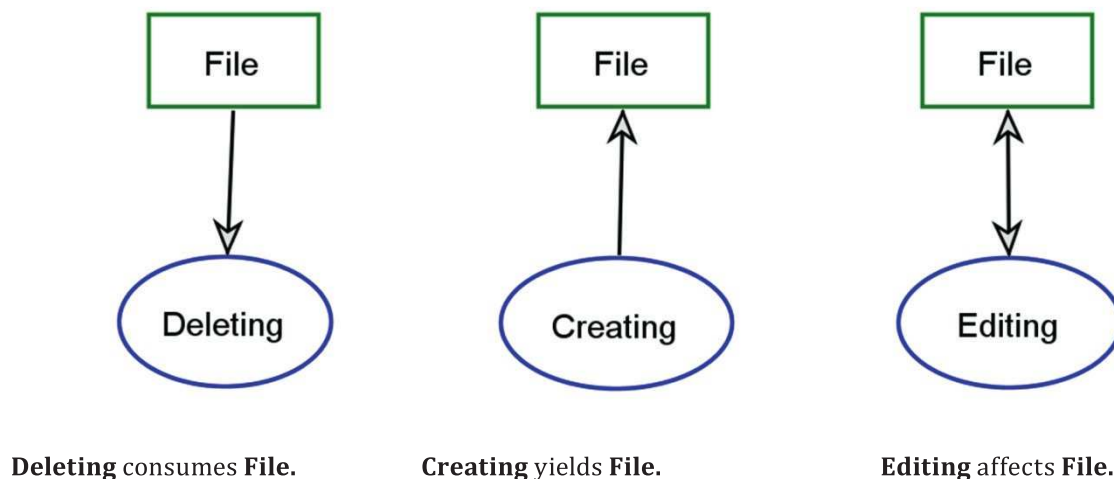 File
File
File
Deleting
Creating
Editing
Deleting consumes File.
Creating yields File.
Editing affects File.